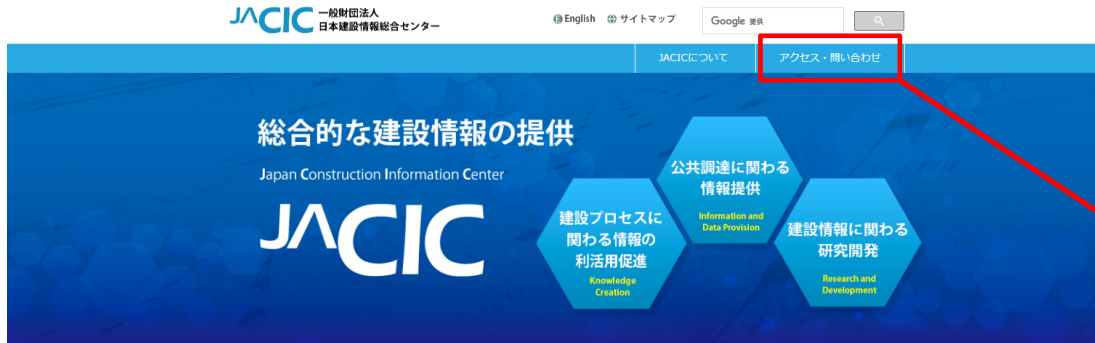 JACIC 一般財団法人
日本建設情報総合センター
English サイトマップ Google 提供
JACICについて アクセス・問い合わせ
総合的な建設情報の提供
Japan Construction Information Center
JACIC
公共調達に関わる
情報提供
Information and
Data Provision
建設プロセスに
関わる情報の
利活用促進
Knowledge
Creation
建設情報に関わる
研究開発
Research and
Development